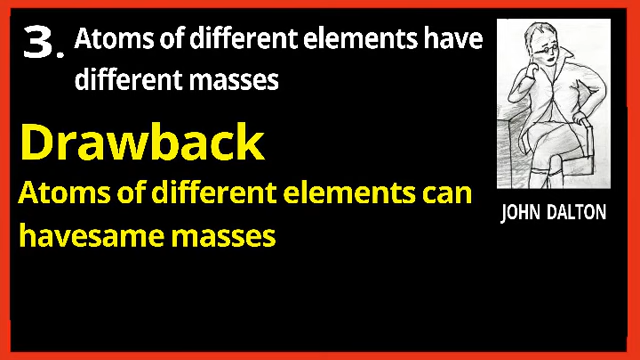 3. Atoms of different elements have
different masses
Drawback
Atoms of different elements can
havesame masses
JOHN DALTON